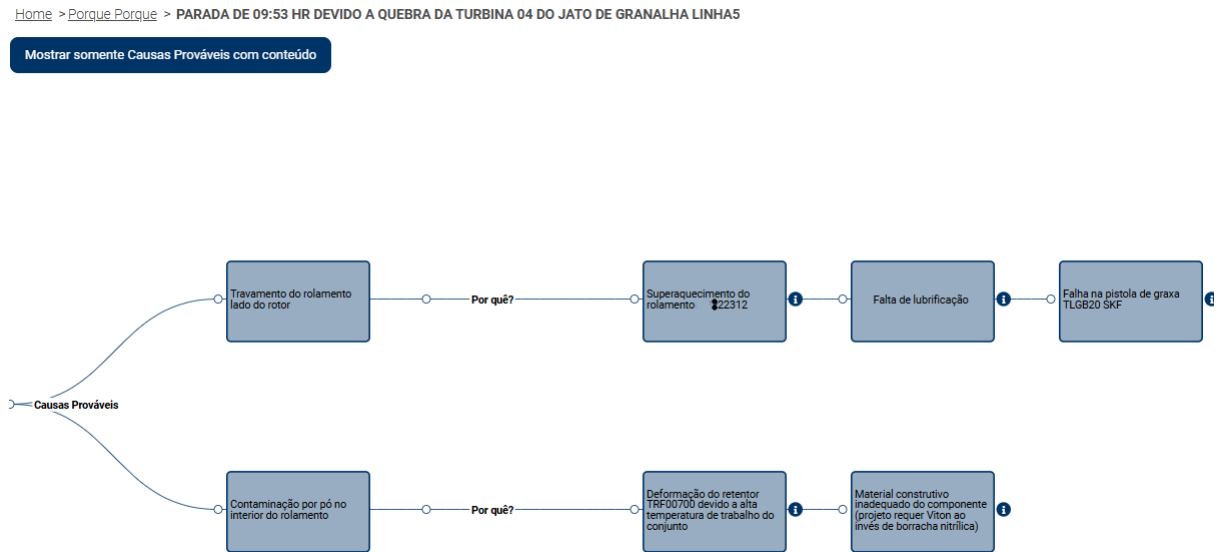 Home > Porque Porque > PARADA DE 09:53 HR DEVIDO A QUEBRA DA TURBINA 04 DO JATO DE GRANALHA LINHA5
Mostrar somente Causas Prováveis com conteúdo
Travamento do rolamento
lado do rotor
Por quê?
Superaquecimento do
rolamento 22312
Falta de lubrificação
Falha na pistola de graxa
TLGB20 SKF
Causas Prováveis
Contaminação por pó no
interior do rolamento
Por quê?
Deformação do retentor
TRF00700 devido a alta
temperatura de trabalho do
conjunto
Material construtivo
inadequado do componente
(projeto requer Viton ao
invés de borracha nitrílica)